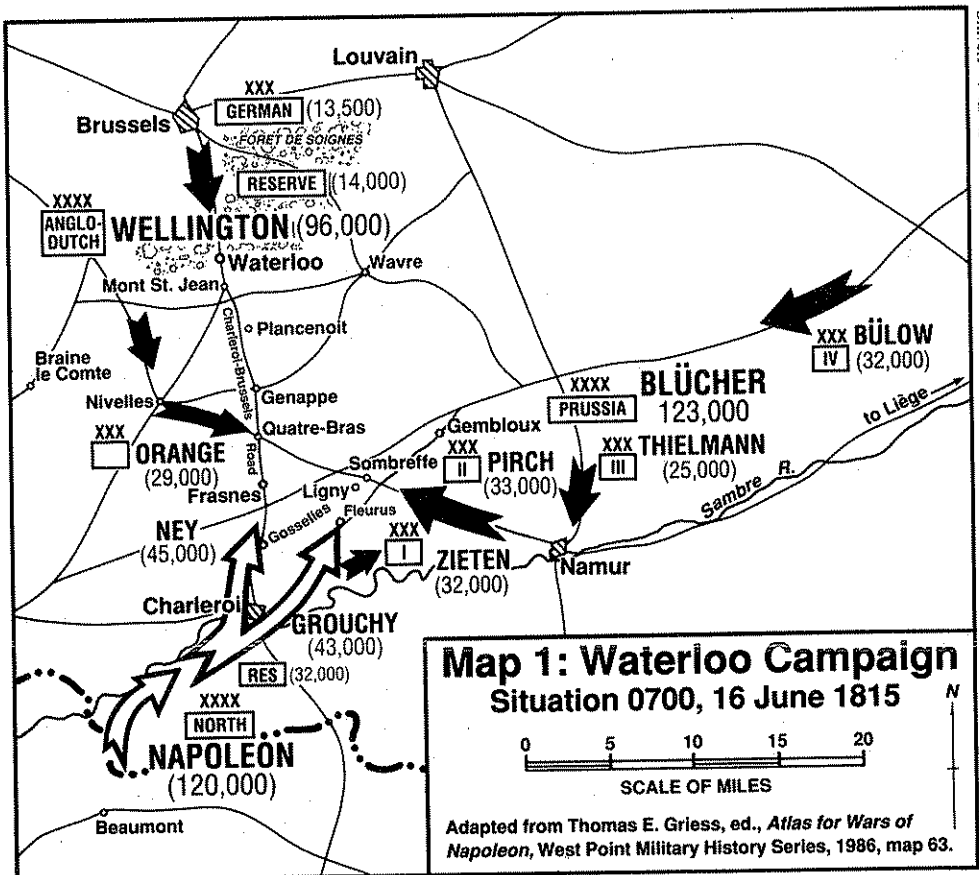 Louvain
XXX
GERMAN (13,500)
Brussels
FORET DE SOIGNES
RESERVE (14,000)
XXXX
ANGLO-
DUTCH
WELLINGTON (96,000)
Waterloo
Wavre
Mont St. Jean
Plancenoit
Charleroi-Brussels
Road
Braine
le Comte
XXX
IV
BÜLOW
(32,000)
XXXX
PRUSSIA
BLÜCHER
123,000
to Liège
Nivelles
Genappe
Gembloux
XXX
ORANGE
(29,000)
Quatre-Bras
XXX
II
PIRCH
(33,000)
XXX
III
THIELMANN
(25,000)
Sombreffe
Sambre R.
Frasnes
Ligny
Fleurus
NEY
(45,000)
Gosselles
XXX
I
ZIETEN
(32,000)
Namur
Charleroi
GROUCHY
(43,000)
RES (32,000)
XXXX
NORTH
NAPOLEON
(120,000)
Beaumont
Map 1: Waterloo Campaign
Situation 0700, 16 June 1815
N
0 5 10 15 20
SCALE OF MILES
Adapted from Thomas E. Griess, ed., Atlas for Wars of
Napoleon, West Point Military History Series, 1986, map 63.